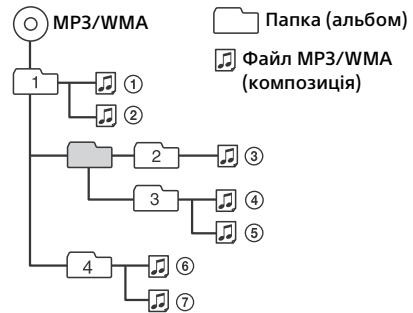 MP3/WMA
Папка (альбом)
Файл MP3/WMA
(композиція)
1
①
②
2
③
3
④
⑤
4
⑥
⑦